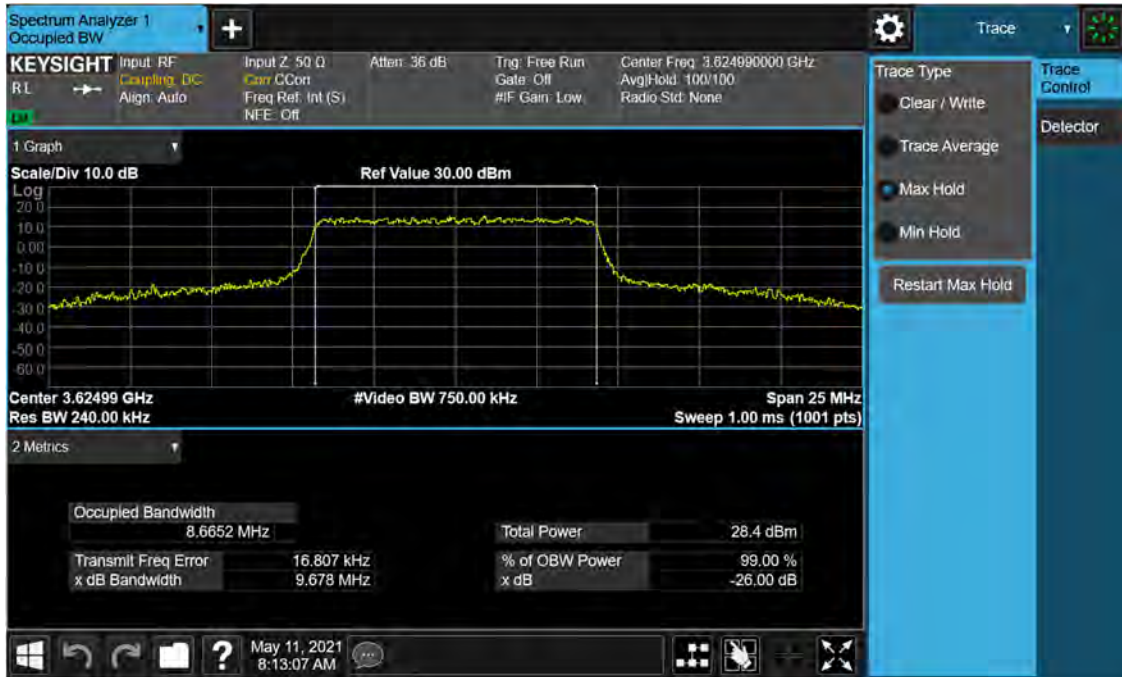 Spectrum Analyzer 1
Occupied BW
Trace
KEYSIGHT
RL
Input: RF
Coupling: DC
Align: Auto
Input Z: 50 Ω
Corr CCorr
Freq Ref: Int (S)
NFE: Off
Atten: 36 dB
Trig: Free Run
Gate: Off
#IF Gain: Low
Center Freq: 3.624990000 GHz
Avg|Hold: 100/100
Radio Std: None
Trace Type
Clear / Write
Trace Average
Max Hold
Min Hold
Restart Max Hold
Trace
Control
Detector
1 Graph
Scale/Div 10.0 dB
Ref Value 30.00 dBm
Log
20.0
10.0
0.00
-10.0
-20.0
-30.0
-40.0
-50.0
-60.0
Center 3.62499 GHz
#Video BW 750.00 kHz
Span 25 MHz
Res BW 240.00 kHz
Sweep 1.00 ms (1001 pts)
2 Metrics
Occupied Bandwidth
8.6652 MHz
Total Power 28.4 dBm
Transmit Freq Error 16.807 kHz
% of OBW Power 99.00 %
x dB Bandwidth 9.678 MHz
x dB -26.00 dB
?
May 11, 2021
8:13:07 AM